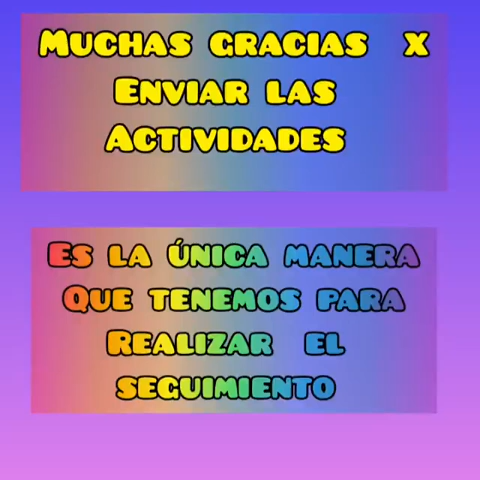 Muchas gracias x
Enviar las
Actividades
Es la única manera
Que tenemos para
Realizar el
seguimiento